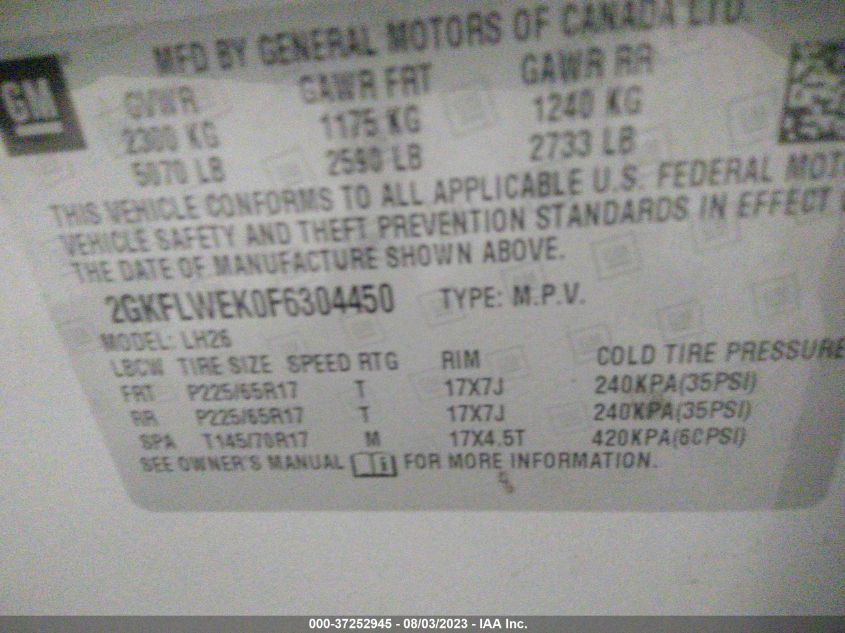 MFD BY GENERAL MOTORS OF CANADA LTD.
GM
GVWR GAWR FRT GAWR RR
2300 KG 1175 KG 1240 KG
5070 LB 2590 LB 2733 LB
THIS VEHICLE CONFORMS TO ALL APPLICABLE U.S. FEDERAL MOT
VEHICLE SAFETY AND THEFT PREVENTION STANDARDS IN EFFECT
THE DATE OF MANUFACTURE SHOWN ABOVE.
2GKFLWEK0F6304450 TYPE: M.P.V.
MODEL: LH26
LBCW TIRE SIZE SPEED RTG RIM COLD TIRE PRESSURE
FRT P225/65R17 T 17X7J 240KPA(35PSI)
RR P225/65R17 T 17X7J 240KPA(35PSI)
SPA T145/70R17 M 17X4.5T 420KPA(60PSI)
SEE OWNER'S MANUAL FOR MORE INFORMATION.
000-37252945 - 08/03/2023 - IAA Inc.